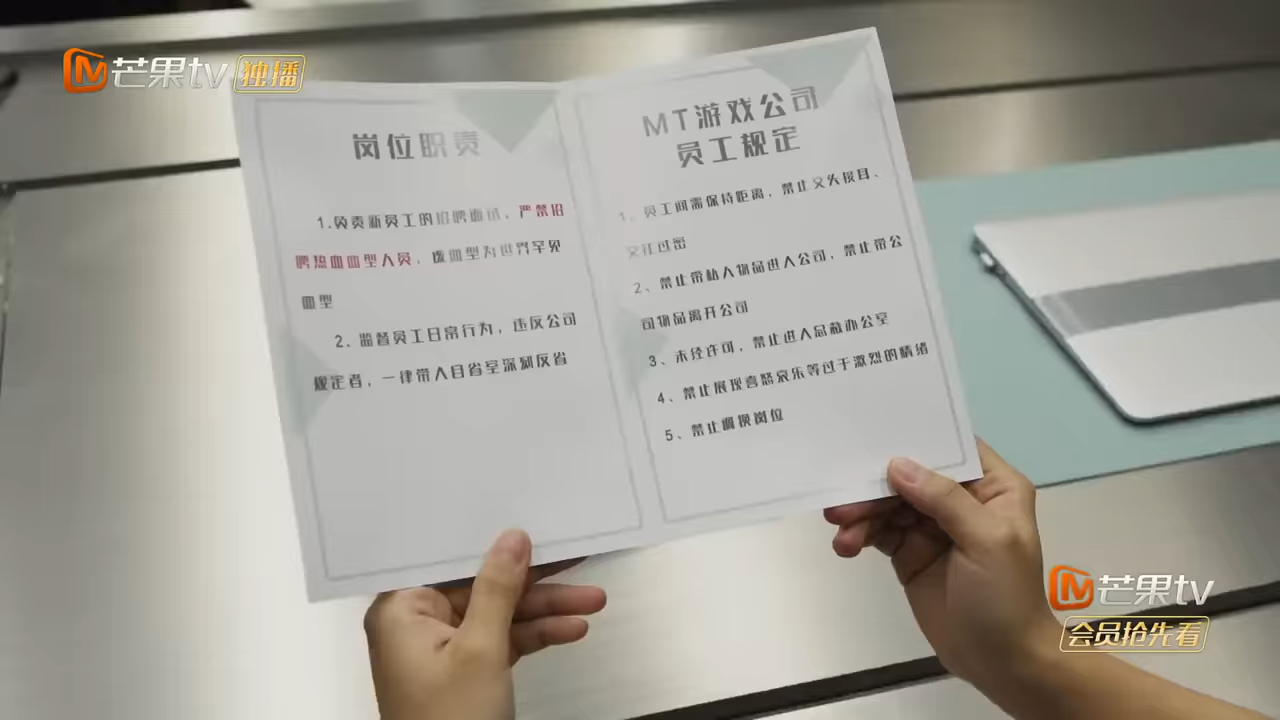 芒果tv 独播
岗位职责
1.负责新员工的招聘面试，严禁招
聘热血血型人员，该血型为世界罕见
血型
2、监督员工日常行为，违反公司
规定者，一律带入自省室深刻反省
MT游戏公司
员工规定
1、员工间需保持距离，禁止交头接耳、
交往过密
2、禁止带私人物品进入公司，禁止带公
司物品离开公司
3、未经许可，禁止进入总裁办公室
4、禁止展现喜怒哀乐等过于激烈的情绪
5、禁止调换岗位
芒果tv
会员抢先看